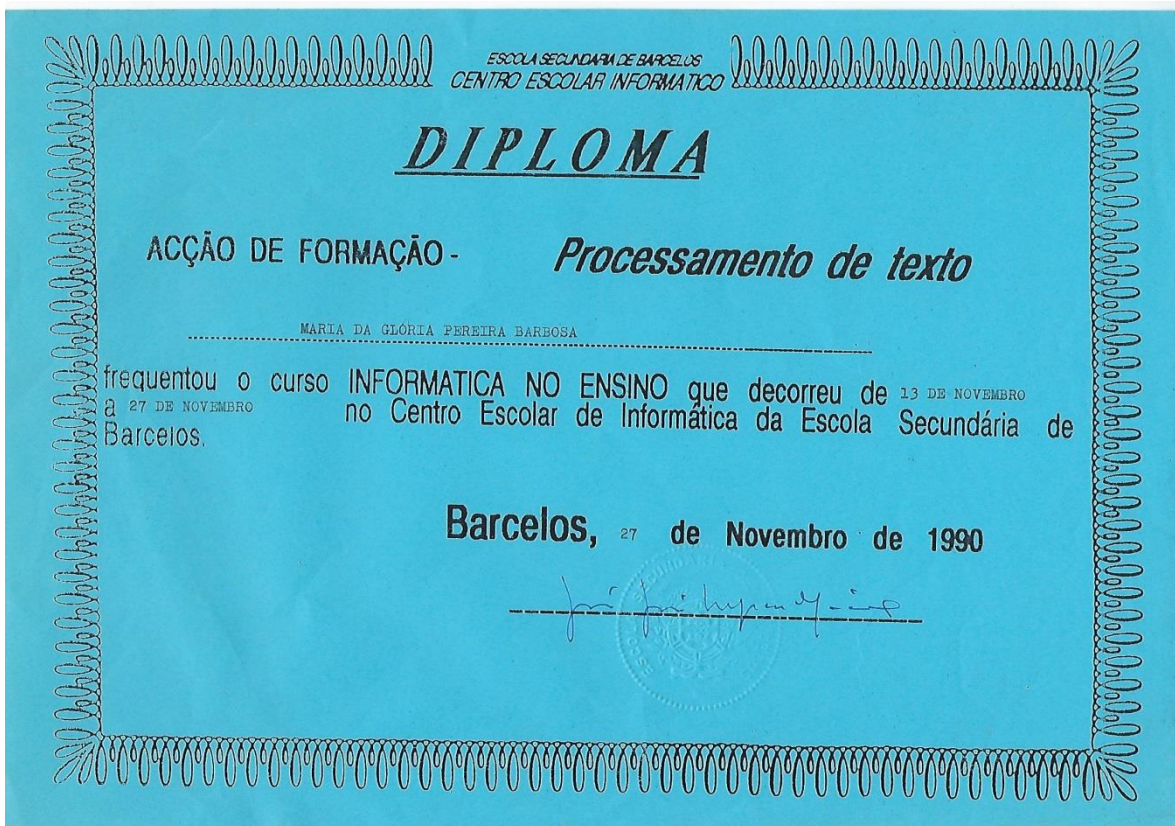 ESCOLA SECUNDARIA DE BARCELOS
CENTRO ESCOLAR INFORMATICO
DIPLOMA
ACÇÃO DE FORMAÇÃO - Processamento de texto
MARIA DA GLÓRIA PEREIRA BARBOSA
frequentou o curso INFORMATICA NO ENSINO que decorreu de 13 DE NOVEMBRO
a 27 DE NOVEMBRO no Centro Escolar de Informática da Escola Secundária de
Barcelos.
Barcelos, 27 de Novembro de 1990